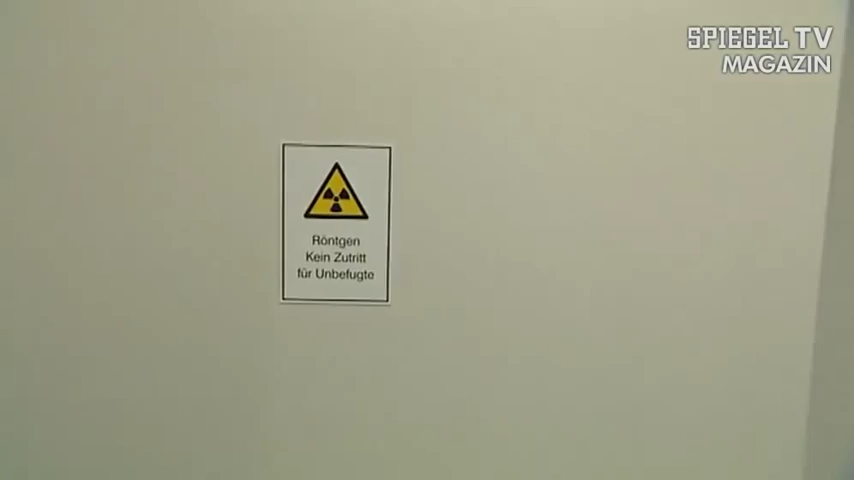 SPIEGEL TV
MAGAZIN
Röntgen
Kein Zutritt
für Unbefugte